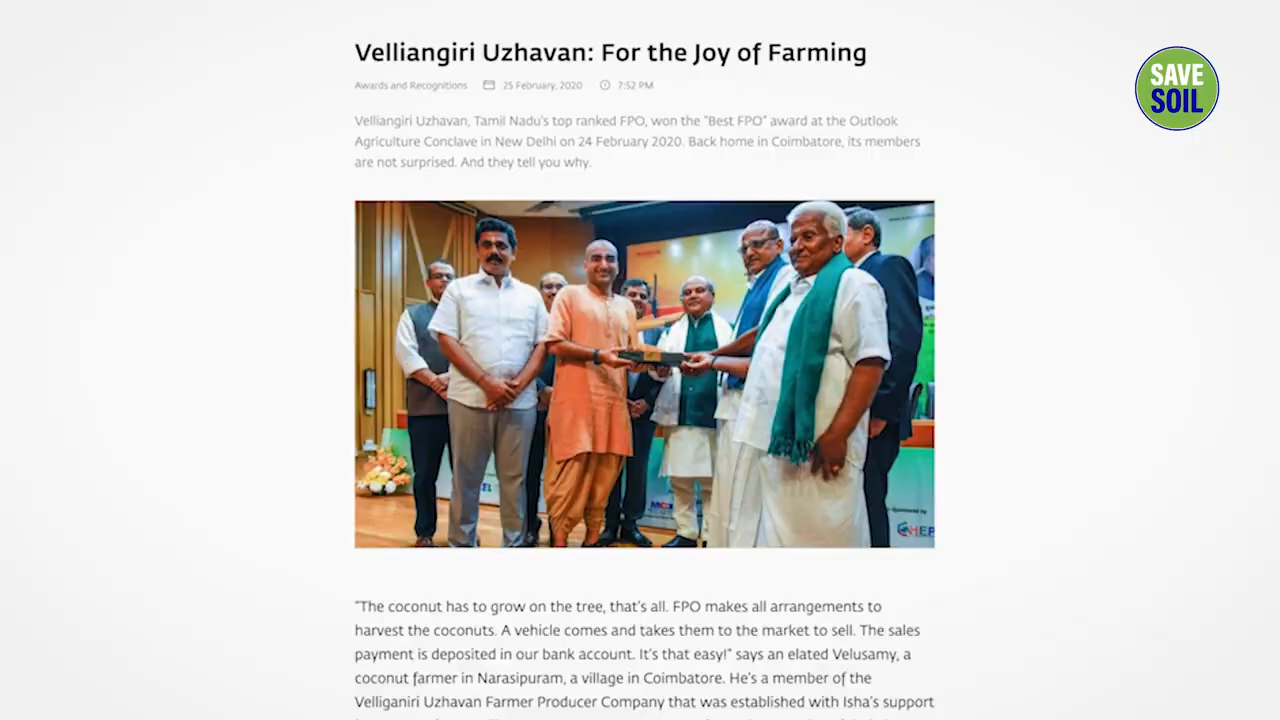 Velliangiri Uzhavan: For the Joy of Farming
Awards and Recognitions 25 February, 2020 7:52 PM
SAVE
SOIL
Velliangiri Uzhavan, Tamil Nadu's top ranked FPO, won the "Best FPO" award at the Outlook
Agriculture Conclave in New Delhi on 24 February 2020. Back home in Coimbatore, its members
are not surprised. And they tell you why.
"The coconut has to grow on the tree, that's all. FPO makes all arrangements to
harvest the coconuts. A vehicle comes and takes them to the market to sell. The sales
payment is deposited in our bank account. It's that easy!" says an elated Velusamy, a
coconut farmer in Narasipuram, a village in Coimbatore. He's a member of the
Velliganiri Uzhavan Farmer Producer Company that was established with Isha's support